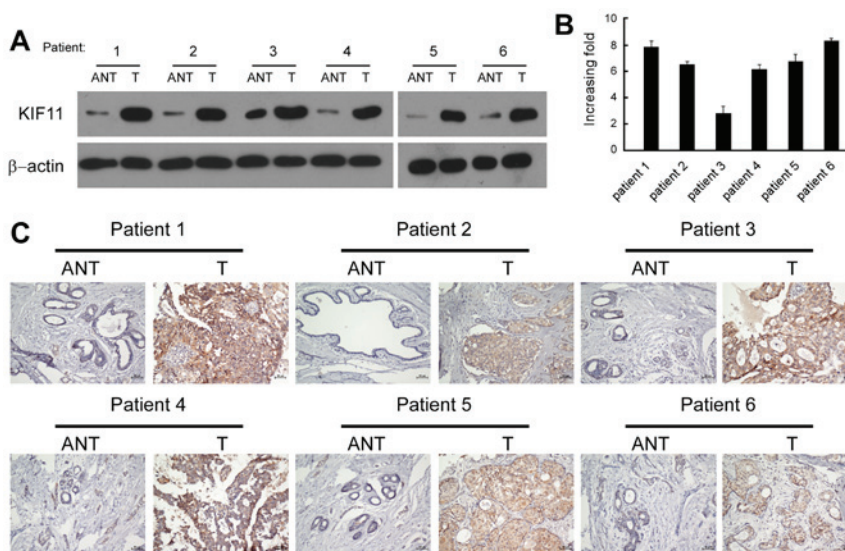 A
Patient:
1 2 3 4 5 6
ANT T ANT T ANT T ANT T ANT T ANT T
KIF11
β-actin
B
Increasing fold
10
8
6
4
2
0
patient 1
patient 2
patient 3
patient 4
patient 5
patient 6
C
Patient 1 Patient 2 Patient 3
ANT T ANT T ANT T
Patient 4 Patient 5 Patient 6
ANT T ANT T ANT T